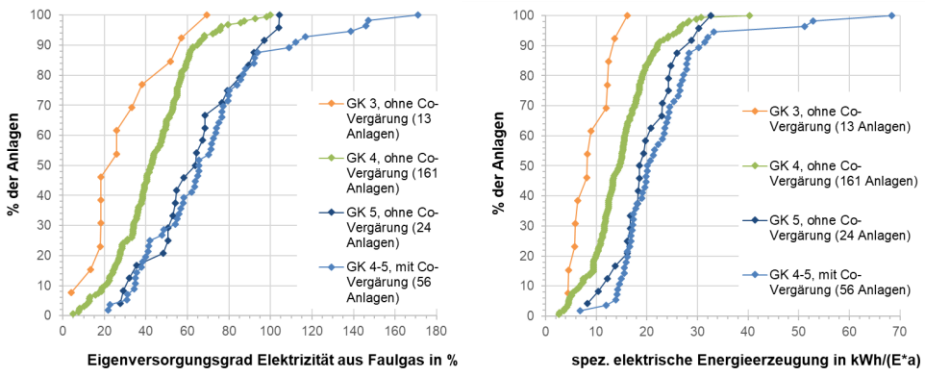 % der Anlagen
100
90
80
70
60
50
40
30
20
10
0
0 20 40 60 80 100 120 140 160 180
Eigenversorgungsgrad Elektrizität aus Faulgas in %
GK 3, ohne Co-
Vergärung (13
Anlagen)
GK 4, ohne Co-
Vergärung (161
Anlagen)
GK 5, ohne Co-
Vergärung (24
Anlagen)
GK 4-5, mit Co-
Vergärung (56
Anlagen)
% der Anlagen
100
90
80
70
60
50
40
30
20
10
0
0 10 20 30 40 50 60 70
spez. elektrische Energieerzeugung in kWh/(E*a)
GK 3, ohne Co-
Vergärung (13 Anlagen)
GK 4, ohne Co-
Vergärung (161 Anlagen)
GK 5, ohne Co-
Vergärung (24 Anlagen)
GK 4-5, mit Co-
Vergärung (56 Anlagen)